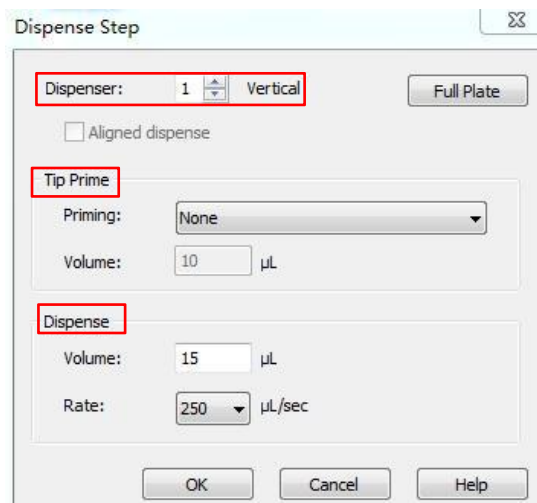 Dispense Step
Dispenser: 1 Vertical Full Plate
Aligned dispense
Tip Prime
Priming: None
Volume: 10 µL
Dispense
Volume: 15 µL
Rate: 250 µL/sec
OK Cancel Help